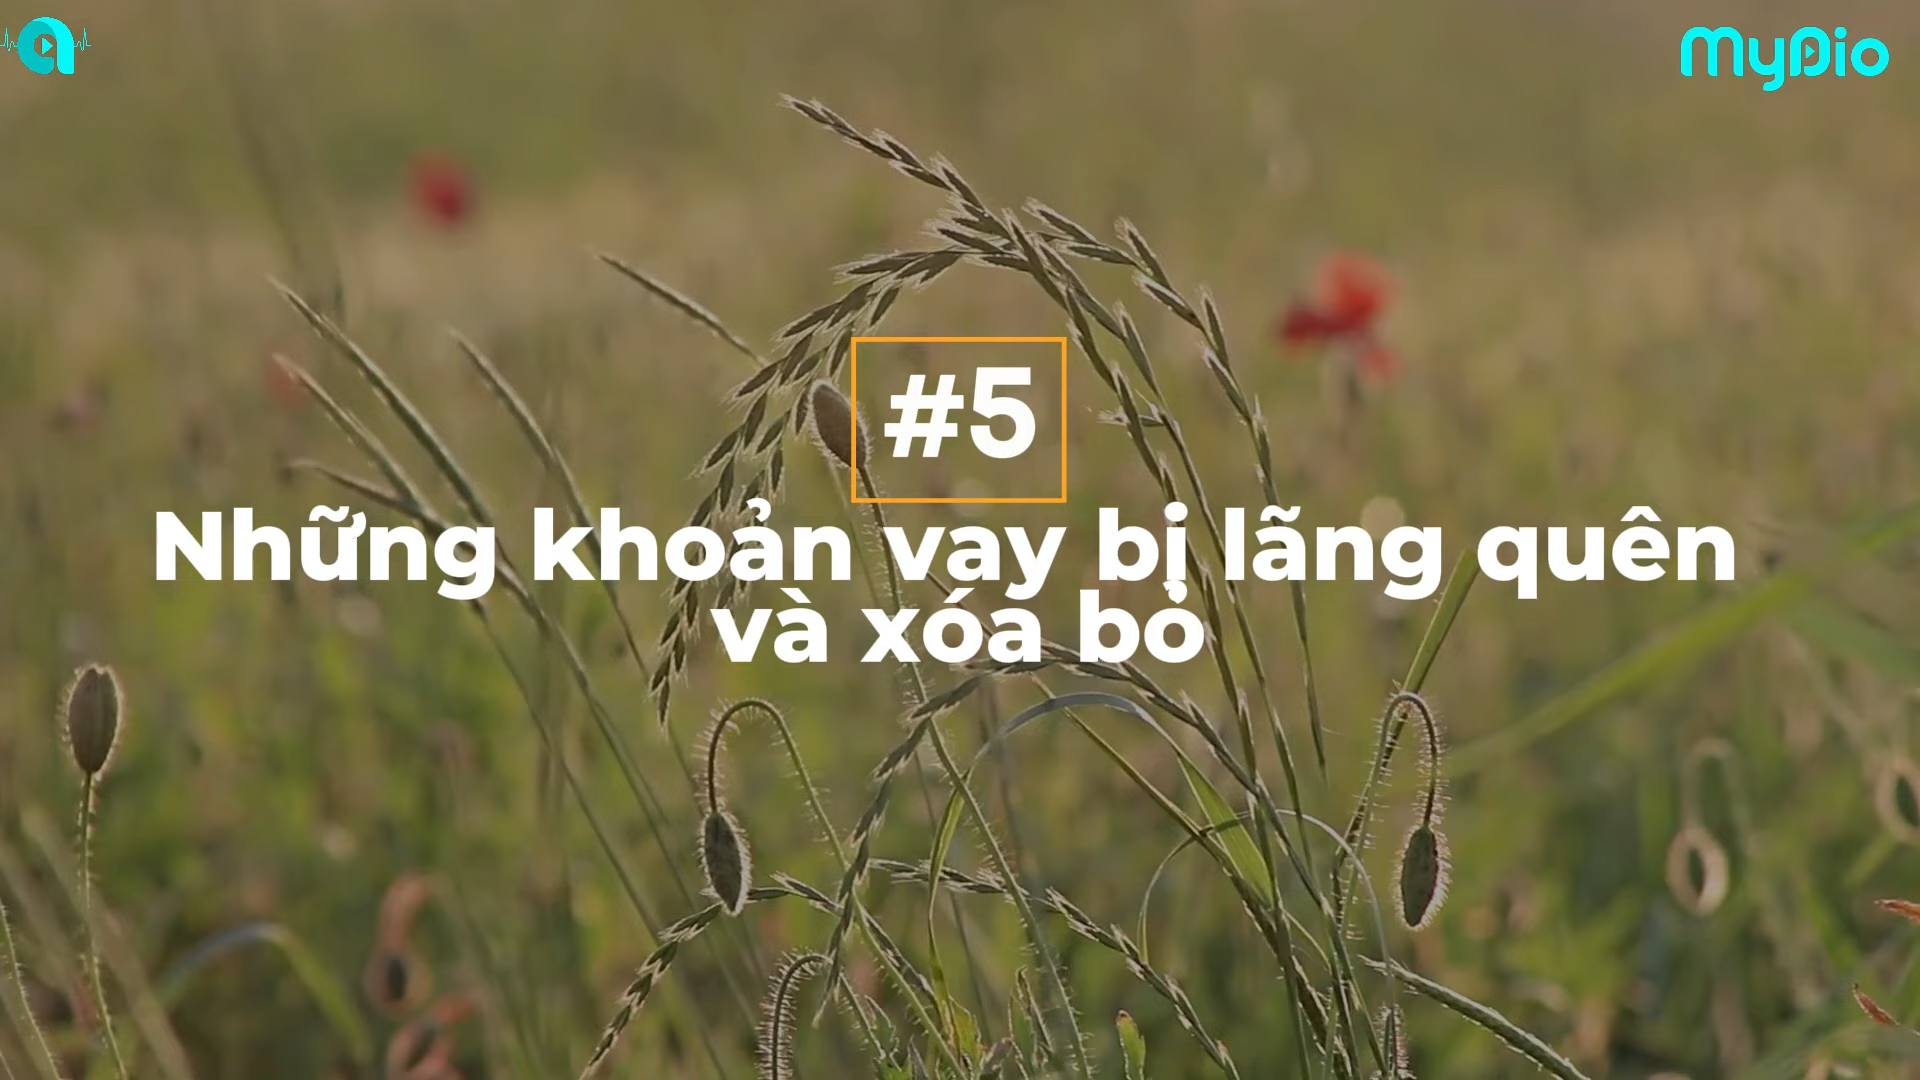 MyDio
#5
Những khoản vay bị lãng quên
và xóa bỏ